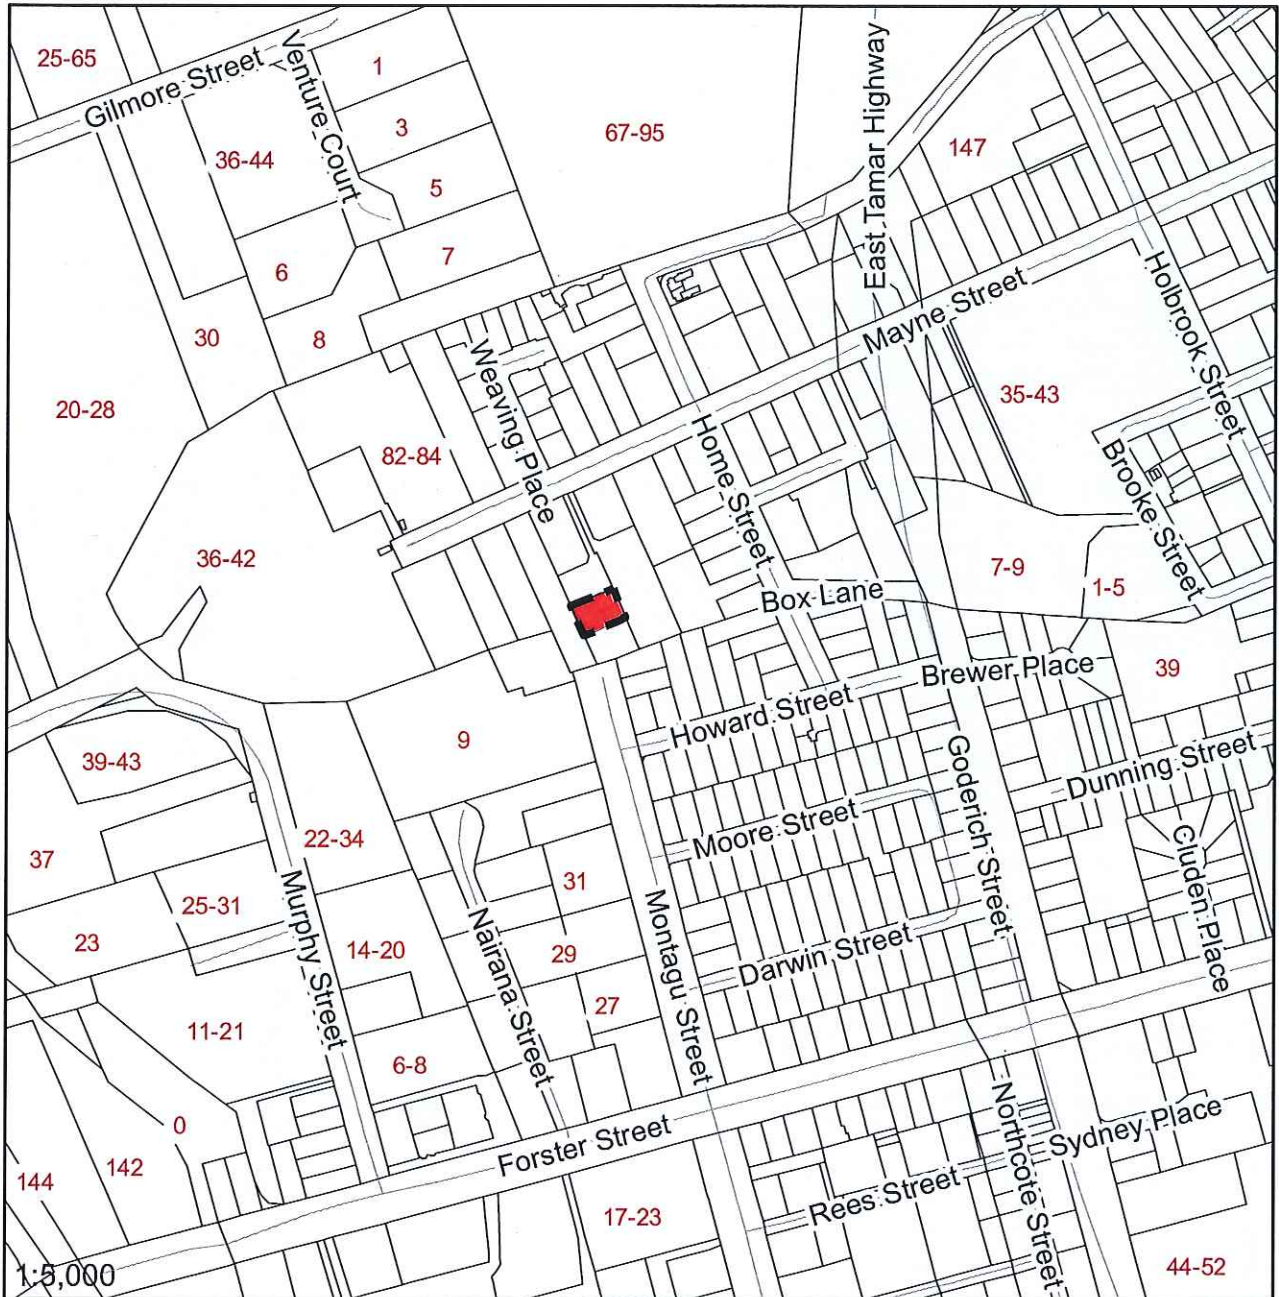 25-65
Gilmore Street
Venture Court
1
3
5
7
36-44
6
8
30
20-28
67-95
East Tamar Highway
147
Mayne Street
Holbrook Street
35-43
Brooke Street
Weaving Place
Home Street
82-84
36-42
7-9
1-5
Box Lane
Brewer Place
39
Howard Street
9
39-43
Goderich Street
Dunning Street
Moore Street
37
22-34
Cluden Place
31
25-31
Murphy Street
23
14-20
Nairana Street
29
Montagu Street
Darwin Street
27
11-21
6-8
0
Forster Street
Northcote Street
Sydney Place
142
144
Rees Street
17-23
44-52
1:5,000